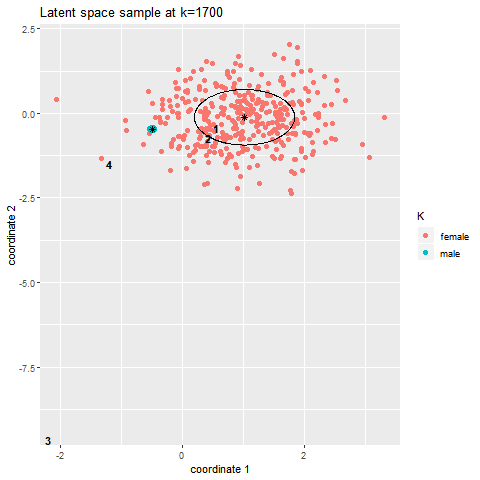 Latent space sample at k=1700
2.5
0.0
-2.5
-5.0
-7.5
coordinate 2
1
2
4
3
-2
0
2
coordinate 1
K
female
male